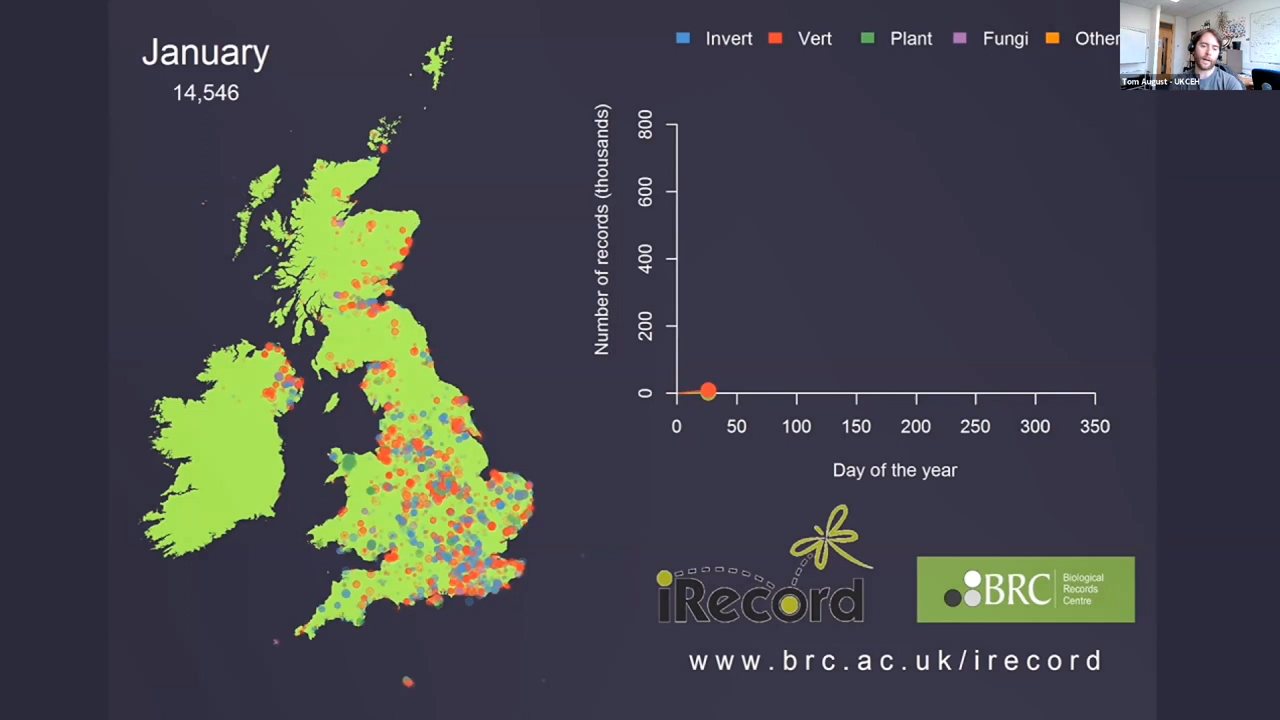 January
14,546
Invert Vert Plant Fungi Other
Tom August - UKCEH
Number of records (thousands)
800
600
400
200
0
0 50 100 150 200 250 300 350
Day of the year
iRecord
BRC
Biological
Records
Centre
www.brc.ac.uk/irecord